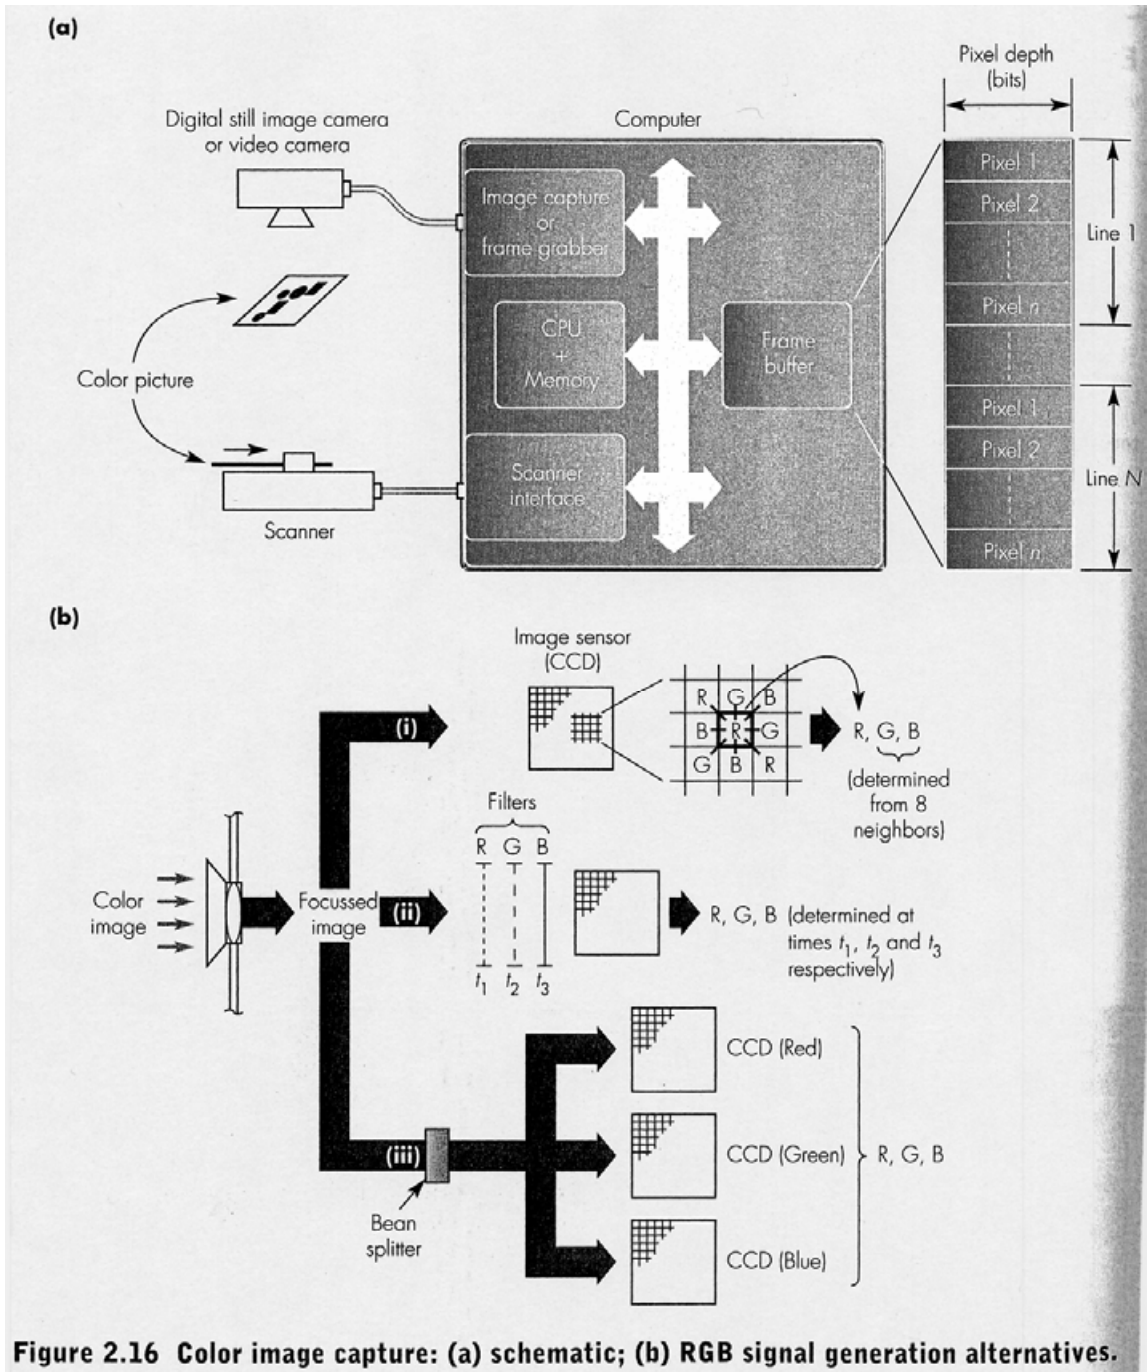 (a)
Digital still image camera
or video camera
Computer
Pixel depth
(bits)
Image capture
or
frame grabber
CPU
+
Memory
Frame
buffer
Scanner
interface
Color picture
Scanner
Pixel 1
Pixel 2
Pixel n
Line 1
Pixel 1
Pixel 2
Pixel n
Line N
(b)
Image sensor
(CCD)
R G B
B R G
G B R
R, G, B
(determined
from 8
neighbors)
(i)
Filters
R G B
t1 t2 t3
Color
image
Focussed
image
(ii)
R, G, B (determined at
times t1, t2 and t3
respectively)
(iii)
Bean
splitter
CCD (Red)
CCD (Green)
CCD (Blue)
R, G, B
Figure 2.16 Color image capture: (a) schematic; (b) RGB signal generation alternatives.